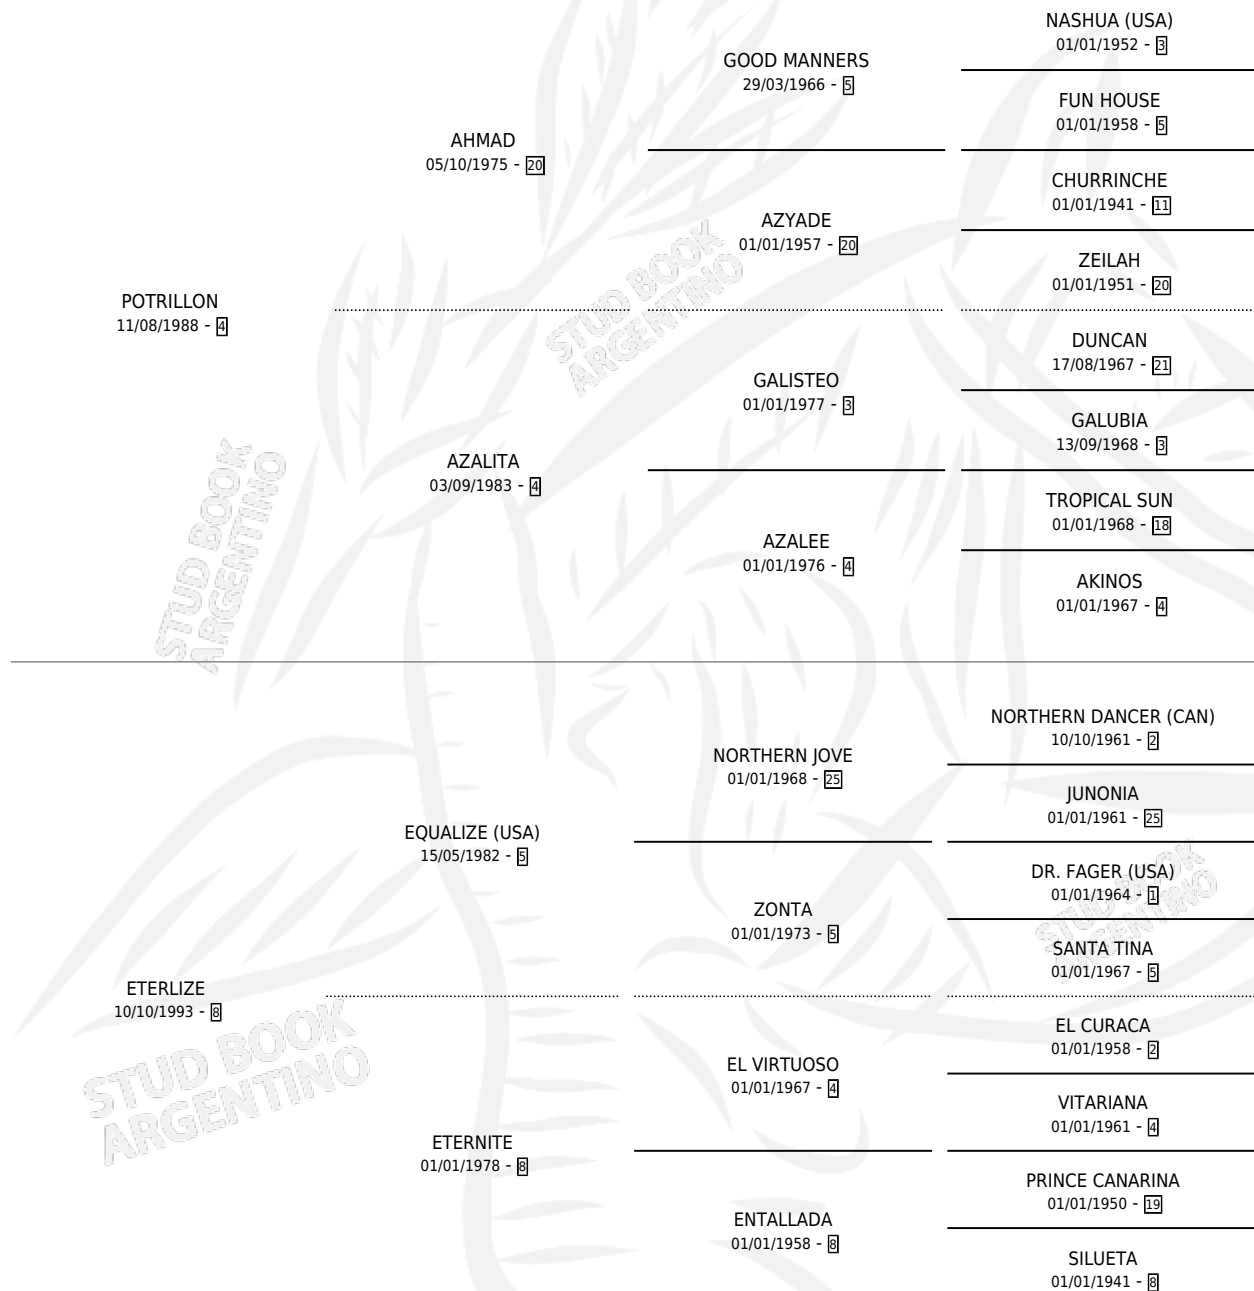 NASHUA (USA)
01/01/1952 - 3
GOOD MANNERS
29/03/1966 - 5
FUN HOUSE
01/01/1958 - 5
AHMAD
05/10/1975 - 20
CHURRINCHE
01/01/1941 - 11
AZYADE
01/01/1957 - 20
ZEILAH
01/01/1951 - 20
POTRILLON
11/08/1988 - 4
STUD BOOK
ARGENTINO
DUNCAN
17/08/1967 - 21
GALISTEO
01/01/1977 - 3
GALUBIA
13/09/1968 - 3
AZALITA
03/09/1983 - 4
TROPICAL SUN
01/01/1968 - 18
AZALEE
01/01/1976 - 4
AKINOS
01/01/1967 - 4
STUD BOOK
ARGENTINO
NORTHERN DANCER (CAN)
10/10/1961 - 2
NORTHERN JOVE
01/01/1968 - 25
JUNONIA
01/01/1961 - 25
EQUALIZE (USA)
15/05/1982 - 5
DR. FAGER (USA)
01/01/1964 - 1
ZONTA
01/01/1973 - 5
SANTA TINA
01/01/1967 - 5
STUD BOOK
ARGENTINO
ETERLIZE
10/10/1993 - 8
EL CURACA
01/01/1958 - 2
EL VIRTUOSO
01/01/1967 - 4
VITARIANA
01/01/1961 - 4
STUD BOOK
ARGENTINO
ETERNITE
01/01/1978 - 8
PRINCE CANARINA
01/01/1950 - 19
ENTALLADA
01/01/1958 - 8
SILUETA
01/01/1941 - 8